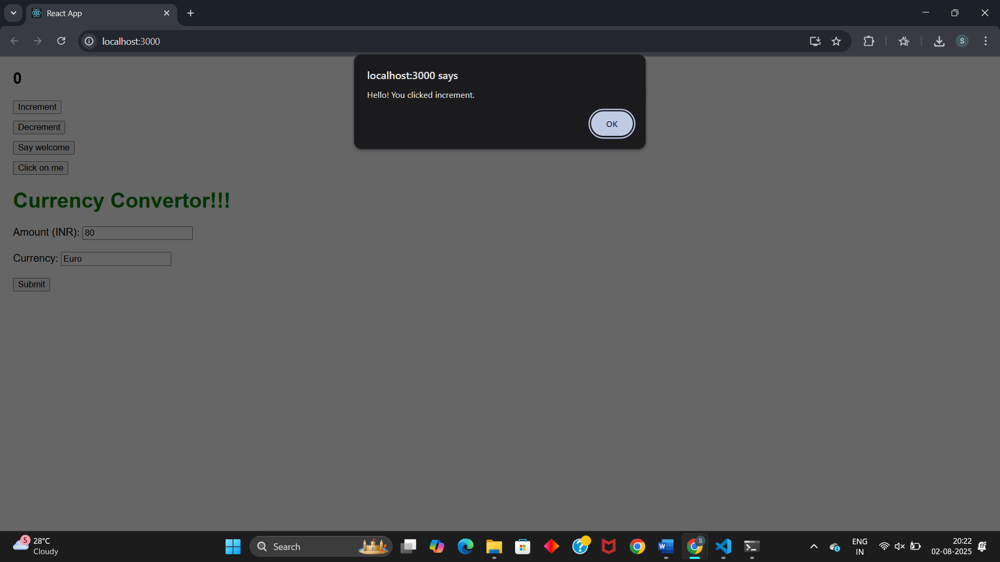 React App
localhost:3000
S
localhost:3000 says
Hello! You clicked increment.
OK
0
Increment
Decrement
Say welcome
Click on me
Currency Convertor!!!
Amount (INR): 80
Currency: Euro
Submit
5
28°C
Cloudy
Search
W
S
ENG
IN
20:22
02-08-2025